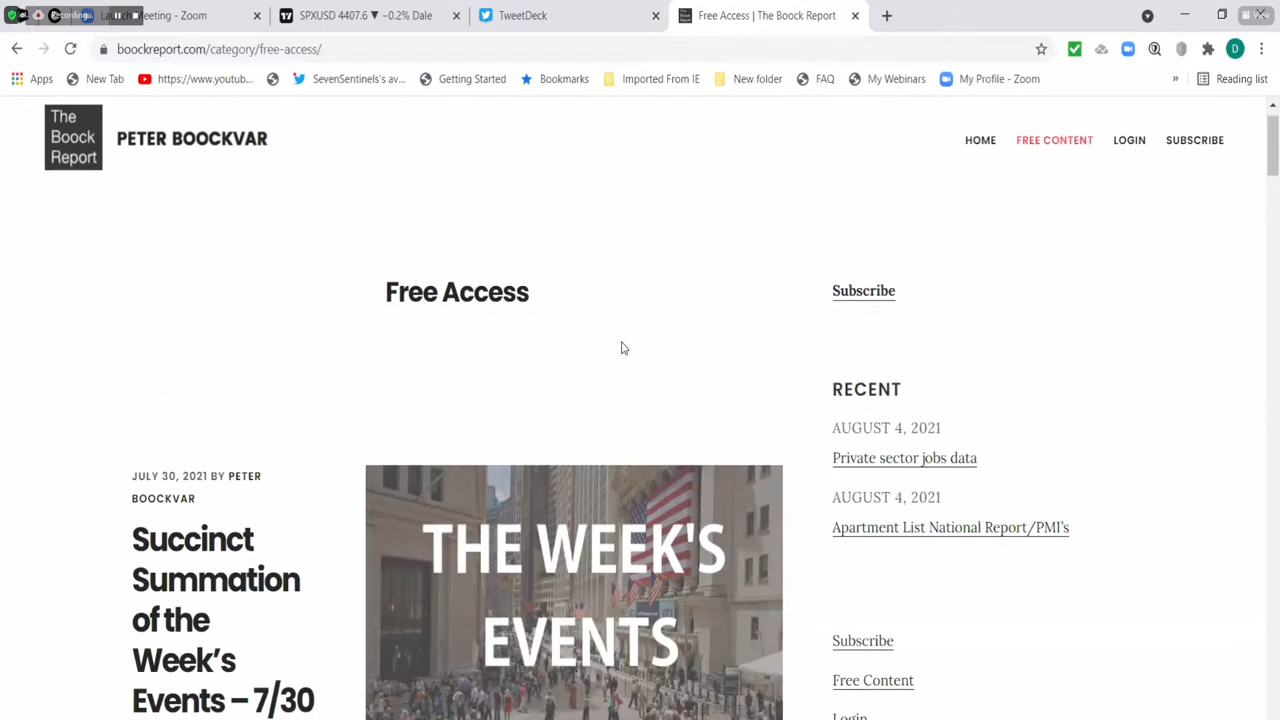 Recording...
Meeting - Zoom
SPXUSD 4407.6 ▼ −0.2% Dale
TweetDeck
Free Access | The Boock Report
boockreport.com/category/free-access/
Apps
New Tab
https://www.youtub...
SevenSentinels's av...
Getting Started
Bookmarks
Imported From IE
New folder
FAQ
My Webinars
My Profile - Zoom
»
Reading list
The
Boock
Report
PETER BOOCKVAR
HOME
FREE CONTENT
LOGIN
SUBSCRIBE
Free Access
Subscribe
RECENT
AUGUST 4, 2021
Private sector jobs data
AUGUST 4, 2021
Apartment List National Report/PMI's
JULY 30, 2021 BY PETER
BOOCKVAR
Succinct
Summation
of the
Week's
Events – 7/30
THE WEEK'S
EVENTS
Subscribe
Free Content
Login